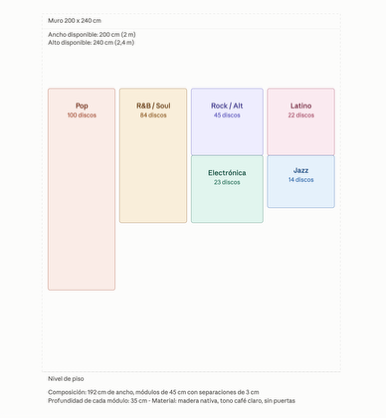 Muro 200 x 240 cm
Ancho disponible: 200 cm (2 m)
Alto disponible: 240 cm (2,4 m)
Pop
100 discos
R&B / Soul
84 discos
Rock / Alt
45 discos
Latino
22 discos
Electrónica
23 discos
Jazz
14 discos
Nivel de piso
Composición: 192 cm de ancho, módulos de 45 cm con separaciones de 3 cm
Profundidad de cada módulo: 35 cm - Material: madera nativa, tono café claro, sin puertas